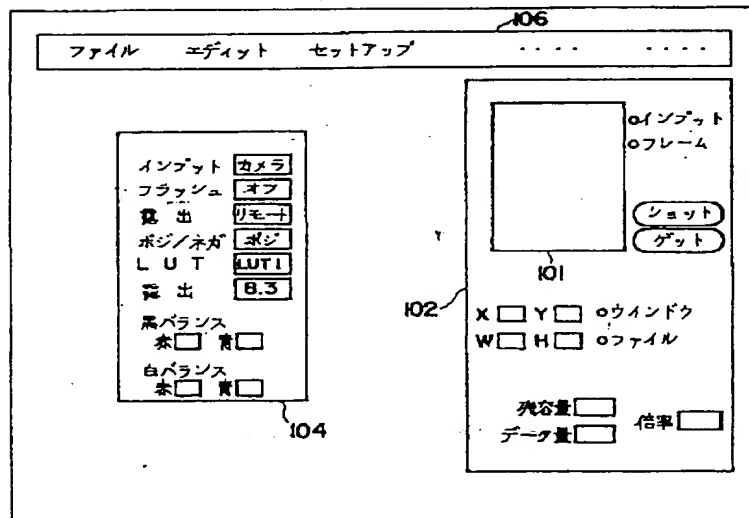 106
ファイル エディット セットアップ ・・・・ ・・・・
インプット カメラ
フラッシュ オフ
露出 リモート
ポジ/ネガ ポジ
LUT LUT1
露出 8.3
黒バランス
赤 青
白バランス
赤 青
104
インプット
フレーム
ショット
ゲット
101
102
X Y ウインドウ
W H ファイル
残容量
データ量
倍率